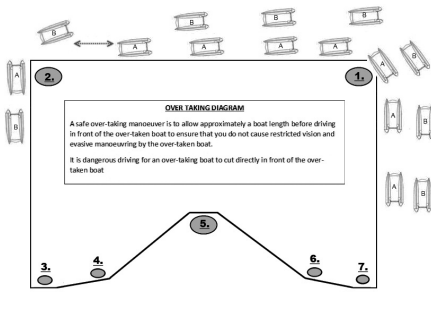 B B B B
B A A A A A B
A 2. 1. A
OVER TAKING DIAGRAM
A safe over-taking manoeuver is to allow approximately a boat length before driving
in front of the over-taken boat to ensure that you do not cause restricted vision and
evasive manoeuvring by the over-taken boat.
It is dangerous driving for an over-taking boat to cut directly in front of the over-
taken boat
B A B
A B
5.
3. 4. 6. 7.